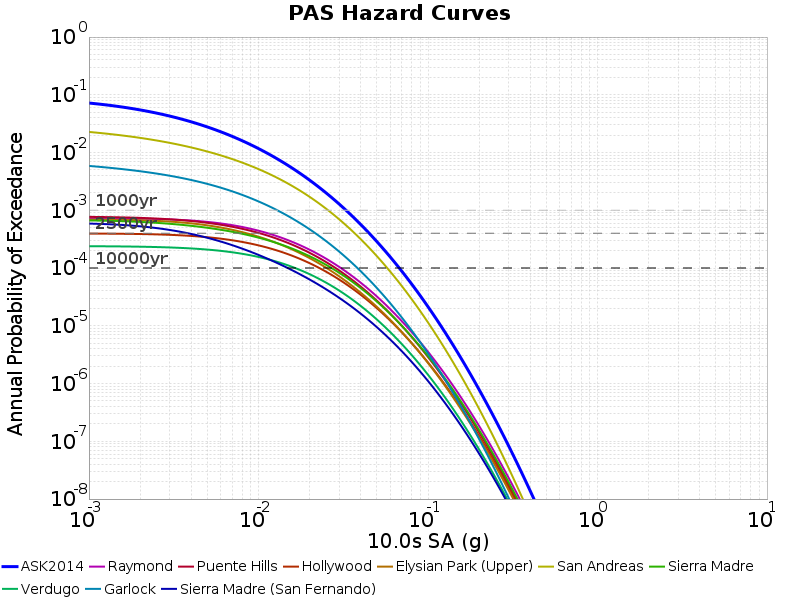 PAS Hazard Curves
Annual Probability of Exceedance
10^0
10^-1
10^-2
10^-3
10^-4
10^-5
10^-6
10^-7
10^-8
1000yr
2500yr
10000yr
10^-3 10^-2 10^-1 10^0 10^1
10.0s SA (g)
ASK2014 Raymond Puente Hills Hollywood Elysian Park (Upper) San Andreas Sierra Madre
Verdugo Garlock Sierra Madre (San Fernando)